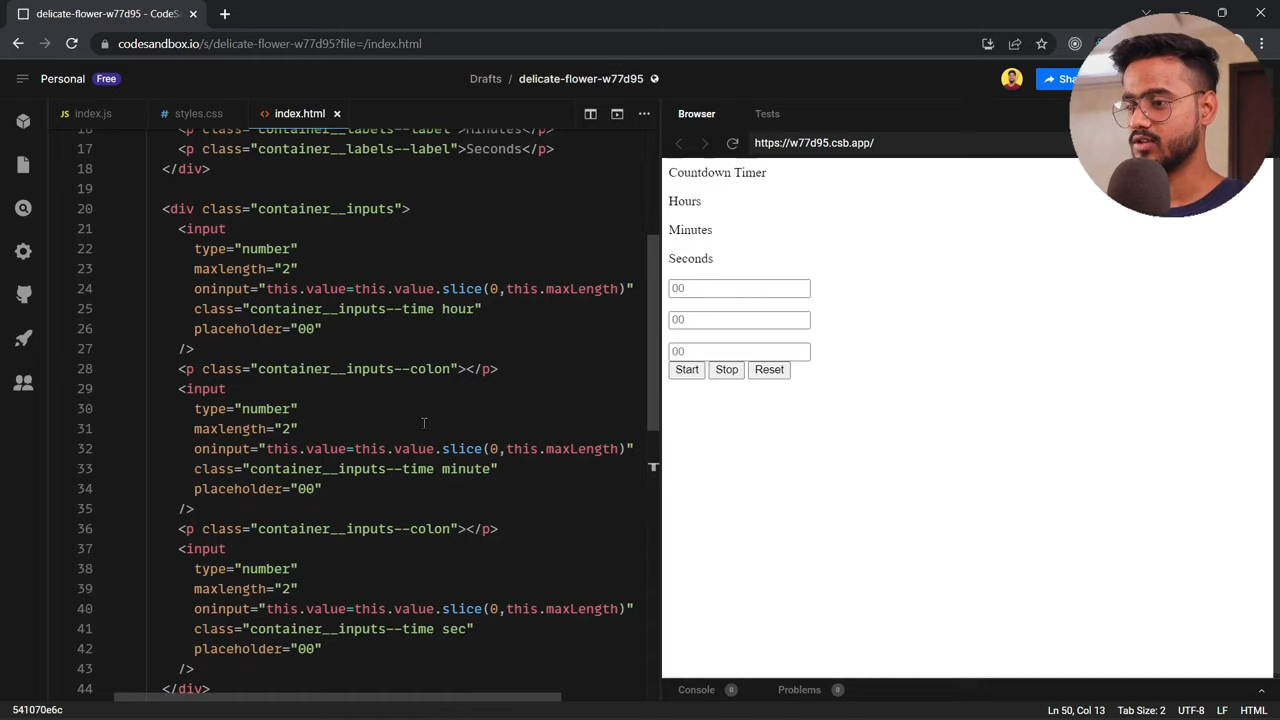 delicate-flower-w77d95 - CodeS
codesandbox.io/s/delicate-flower-w77d95?file=/index.html
Personal Free
Drafts / delicate-flower-w77d95
Sha
JS index.js
styles.css
index.html
Browser
Tests
https://w77d95.csb.app/
16 <p class="container__labels--label">Minutes</p>
17 <p class="container__labels--label">Seconds</p>
18 </div>
19
20 <div class="container__inputs">
21 <input
22 type="number"
23 maxlength="2"
24 oninput="this.value=this.value.slice(0,this.maxLength)"
25 class="container__inputs--time hour"
26 placeholder="00"
27 />
28 <p class="container__inputs--colon"></p>
29 <input
30 type="number"
31 maxlength="2"
32 oninput="this.value=this.value.slice(0,this.maxLength)"
33 class="container__inputs--time minute"
34 placeholder="00"
35 />
36 <p class="container__inputs--colon"></p>
37 <input
38 type="number"
39 maxlength="2"
40 oninput="this.value=this.value.slice(0,this.maxLength)"
41 class="container__inputs--time sec"
42 placeholder="00"
43 />
44 </div>
Countdown Timer
Hours
Minutes
Seconds
00
00
00
Start Stop Reset
Console 0
Problems 0
541070e6c
Ln 50, Col 13 Tab Size: 2 UTF-8 LF HTML